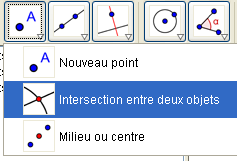 A α
A Nouveau point
Intersection entre deux objets
Milieu ou centre